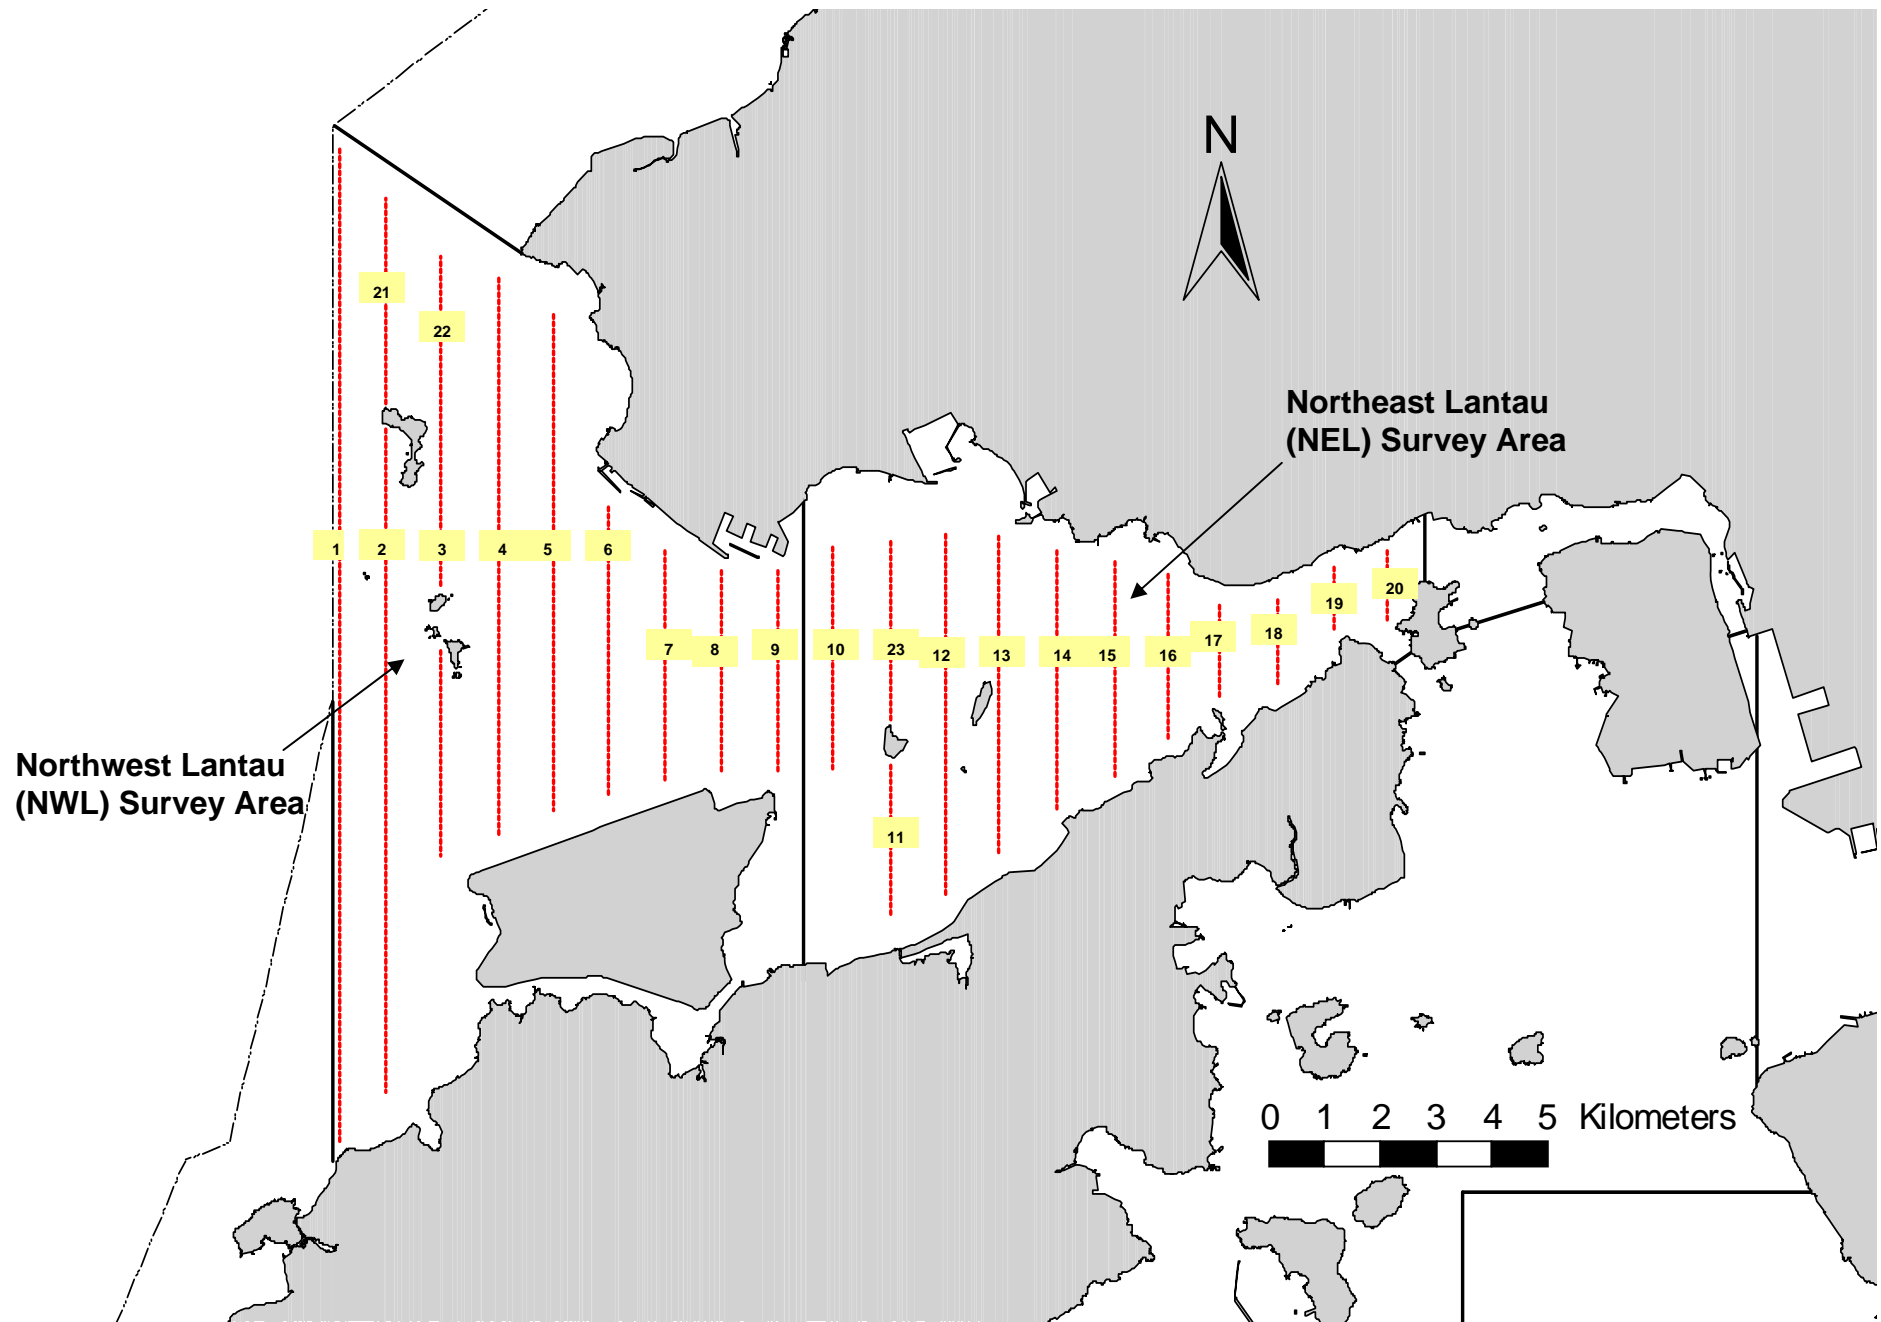 N
21
22
Northeast Lantau
(NEL) Survey Area
1 2 3 4 5 6
19 20
7 8 9 10 23 12 13 14 15 16 17 18
Northwest Lantau
(NWL) Survey Area
11
0 1 2 3 4 5 Kilometers